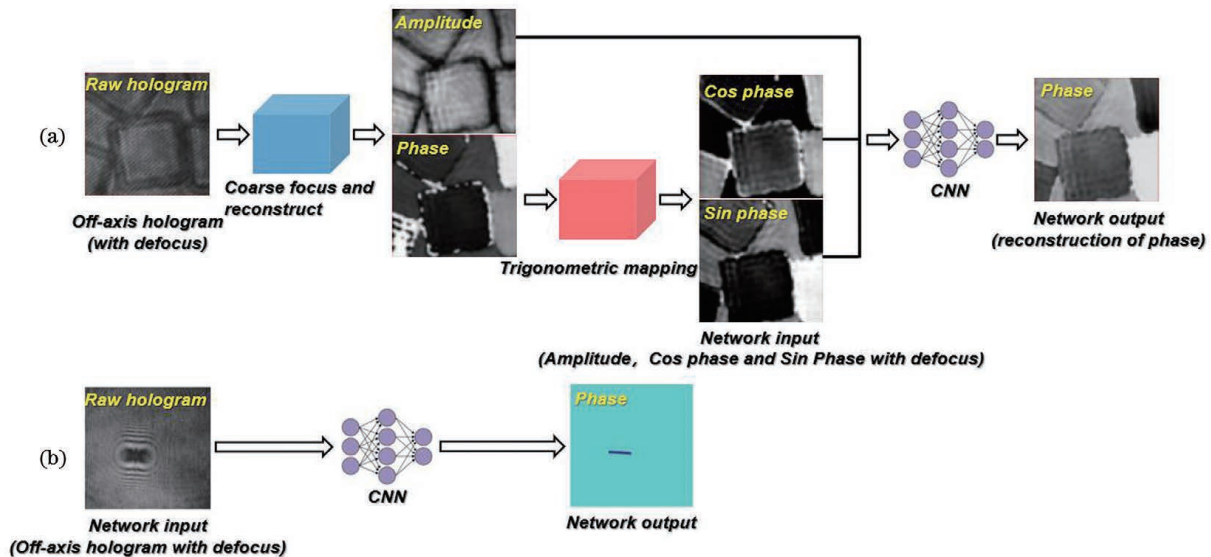 Amplitude
Raw hologram
Cos phase
Phase
(a)
Phase
CNN
Coarse focus and
reconstruct
Off-axis hologram
(with defocus)
Sin phase
Network output
(reconstruction of phase)
Trigonometric mapping
Network input
(Amplitude, Cos phase and Sin Phase with defocus)
Raw hologram
Phase
(b)
CNN
Network input
(Off-axis hologram with defocus)
Network output